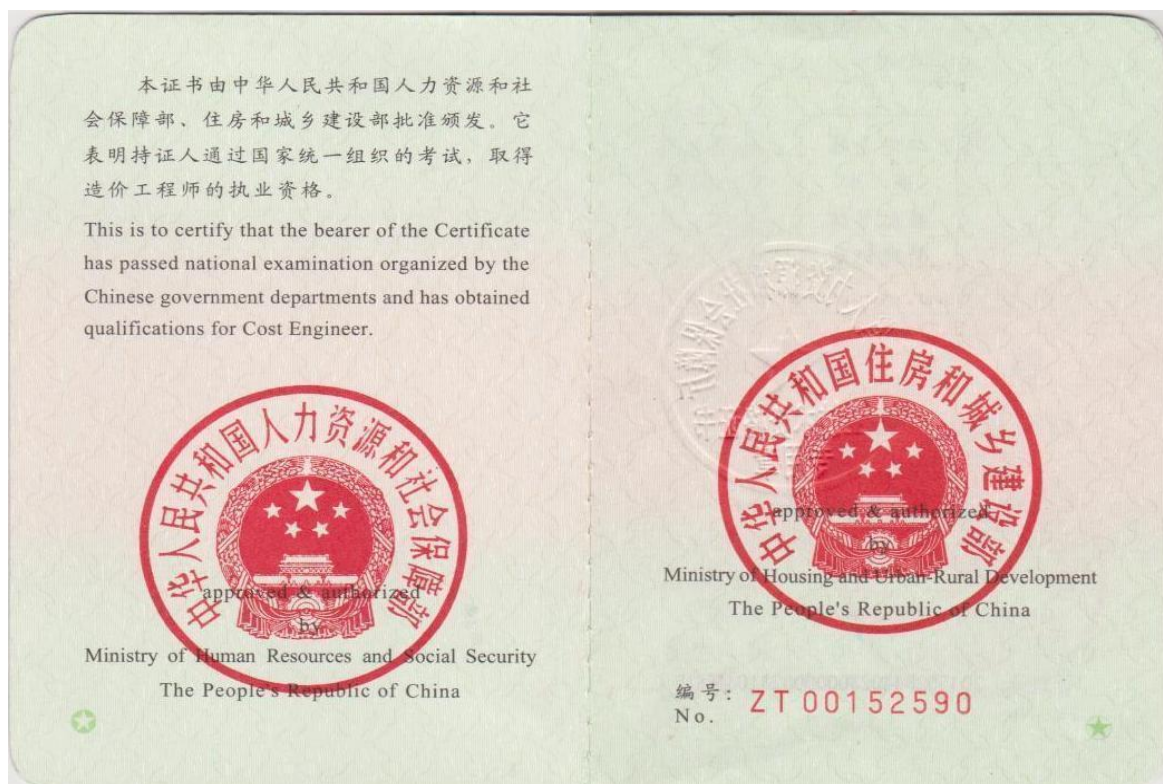 本证书由中华人民共和国人力资源和社
会保障部、住房和城乡建设部批准颁发。它
表明持证人通过国家统一组织的考试，取得
造价工程师的执业资格。
This is to certify that the bearer of the Certificate
has passed national examination organized by the
Chinese government departments and has obtained
qualifications for Cost Engineer.
中华人民共和国人力资源和社会保障部
approved & authorized
by
Ministry of Human Resources and Social Security
The People's Republic of China
中华人民共和国住房和城乡建设部
approved & authorized
by
Ministry of Housing and Urban-Rural Development
The People's Republic of China
编号：
No.
ZT 00152590